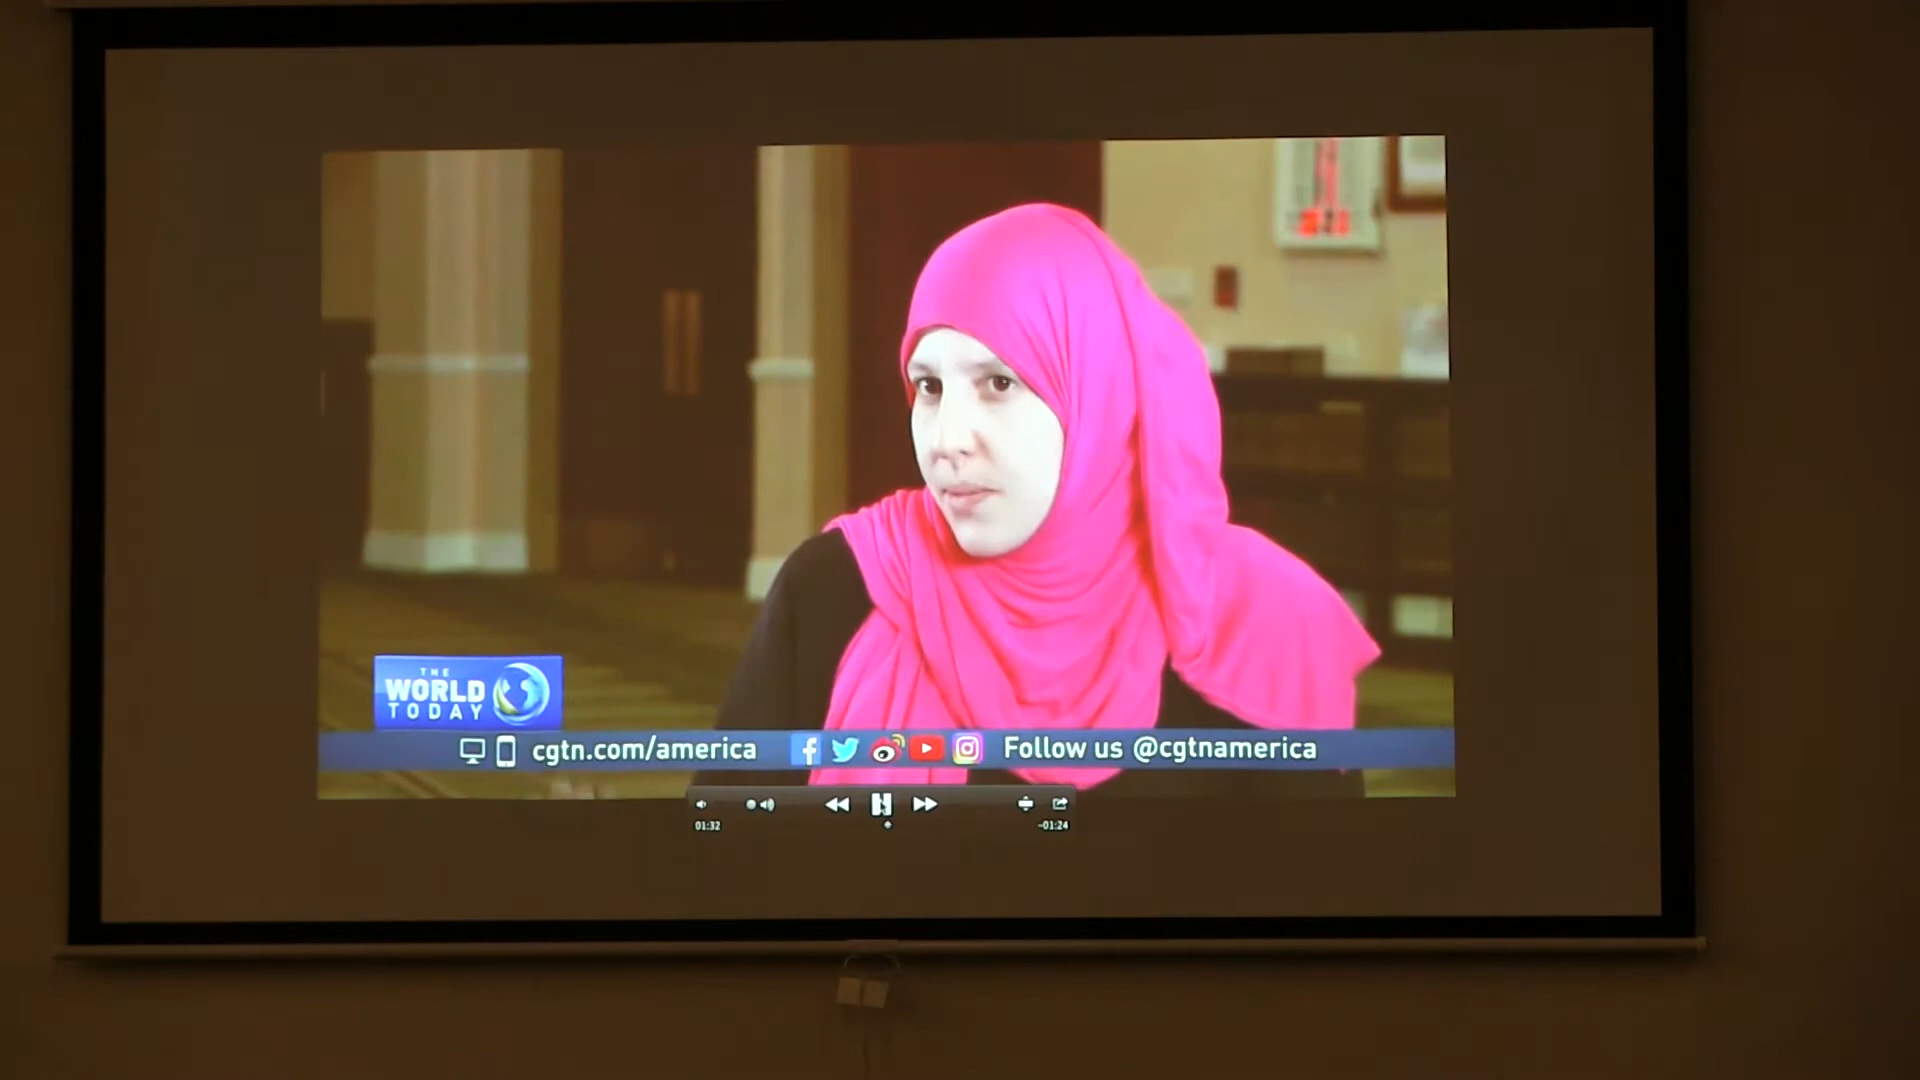 THE
WORLD
TODAY
cgtn.com/america Follow us @cgtnamerica
01:32 -01:24